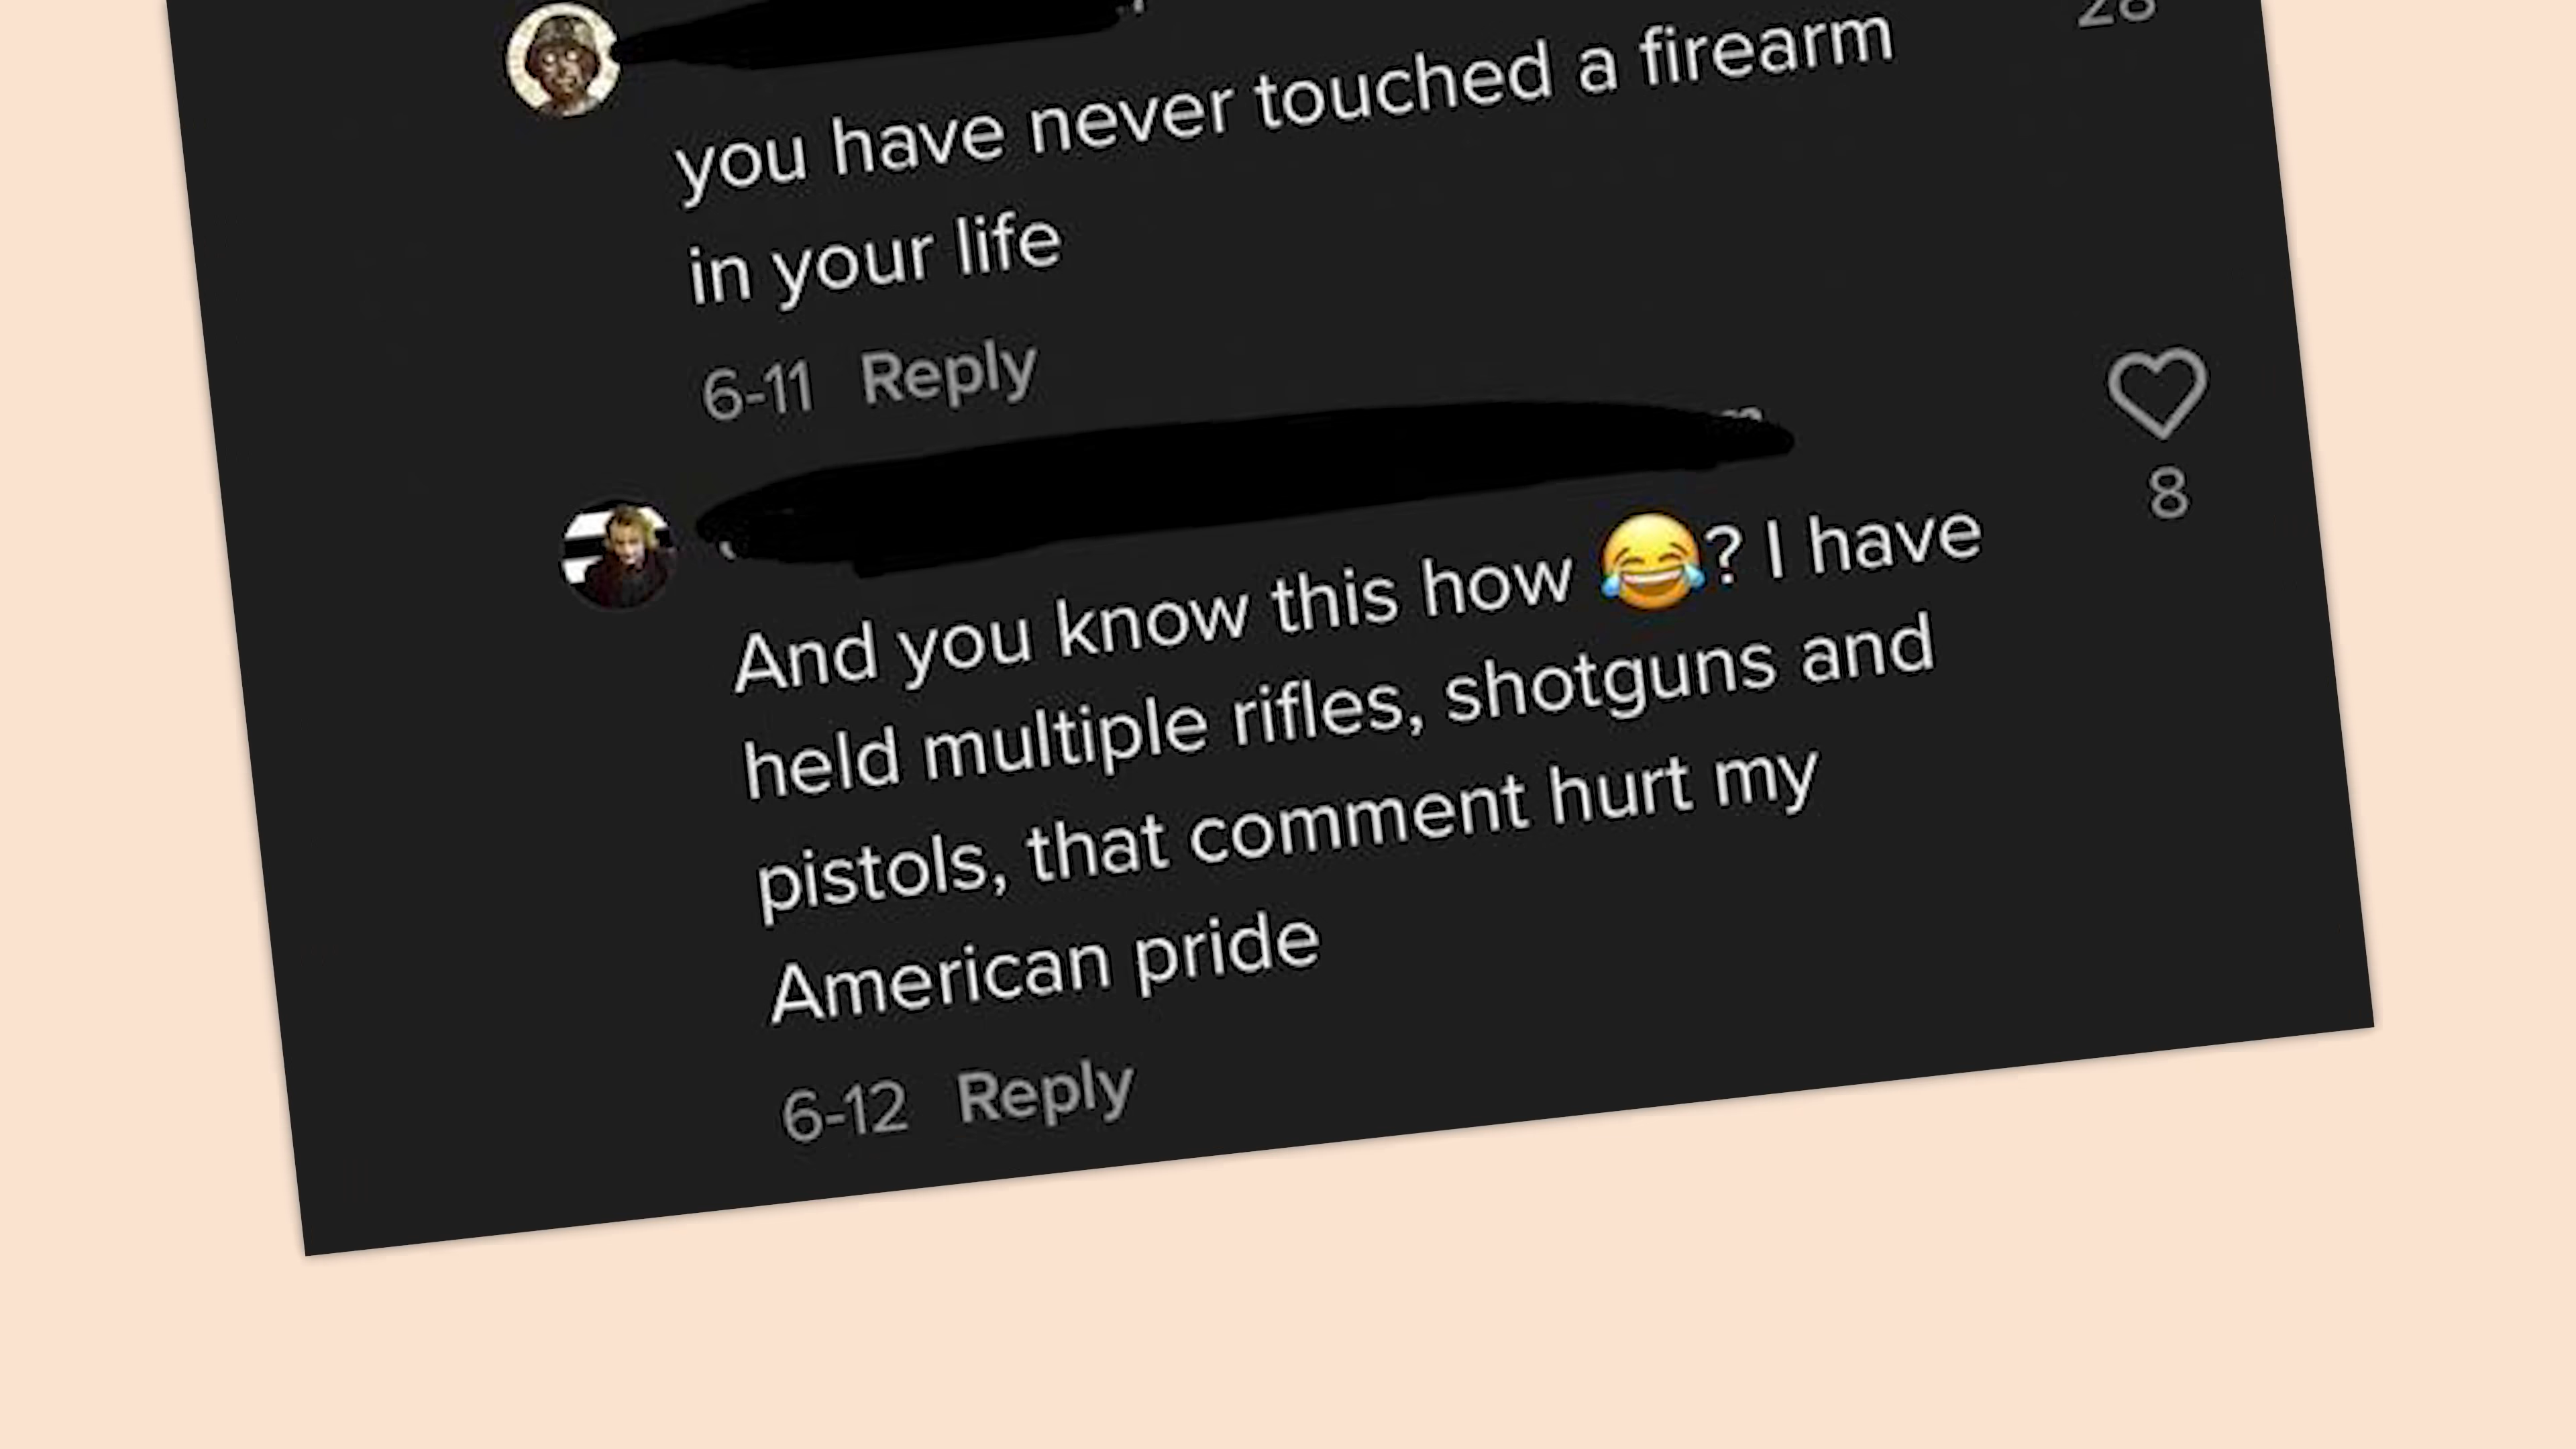 28
you have never touched a firearm
in your life
6-11 Reply
And you know this how 😂? I have
8
held multiple rifles, shotguns and
pistols, that comment hurt my
American pride
6-12 Reply